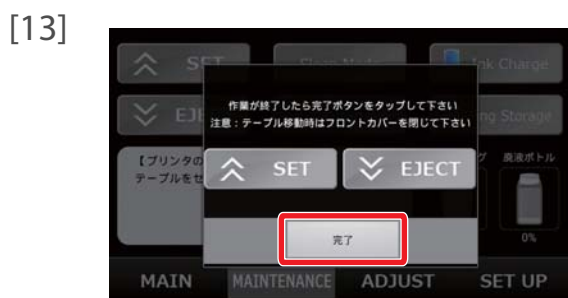 [13]
SET
Ink Charge
作業が終了したら完了ボタンをタップして下さい
注意：テーブル移動時はフロントカバーを閉じて下さい
EJE
ng Storage
【プリンタの
テーブルをセ
SET
EJECT
グ
廃液ボトル
完了
0%
MAIN
MAINTENANCE
ADJUST
SET UP